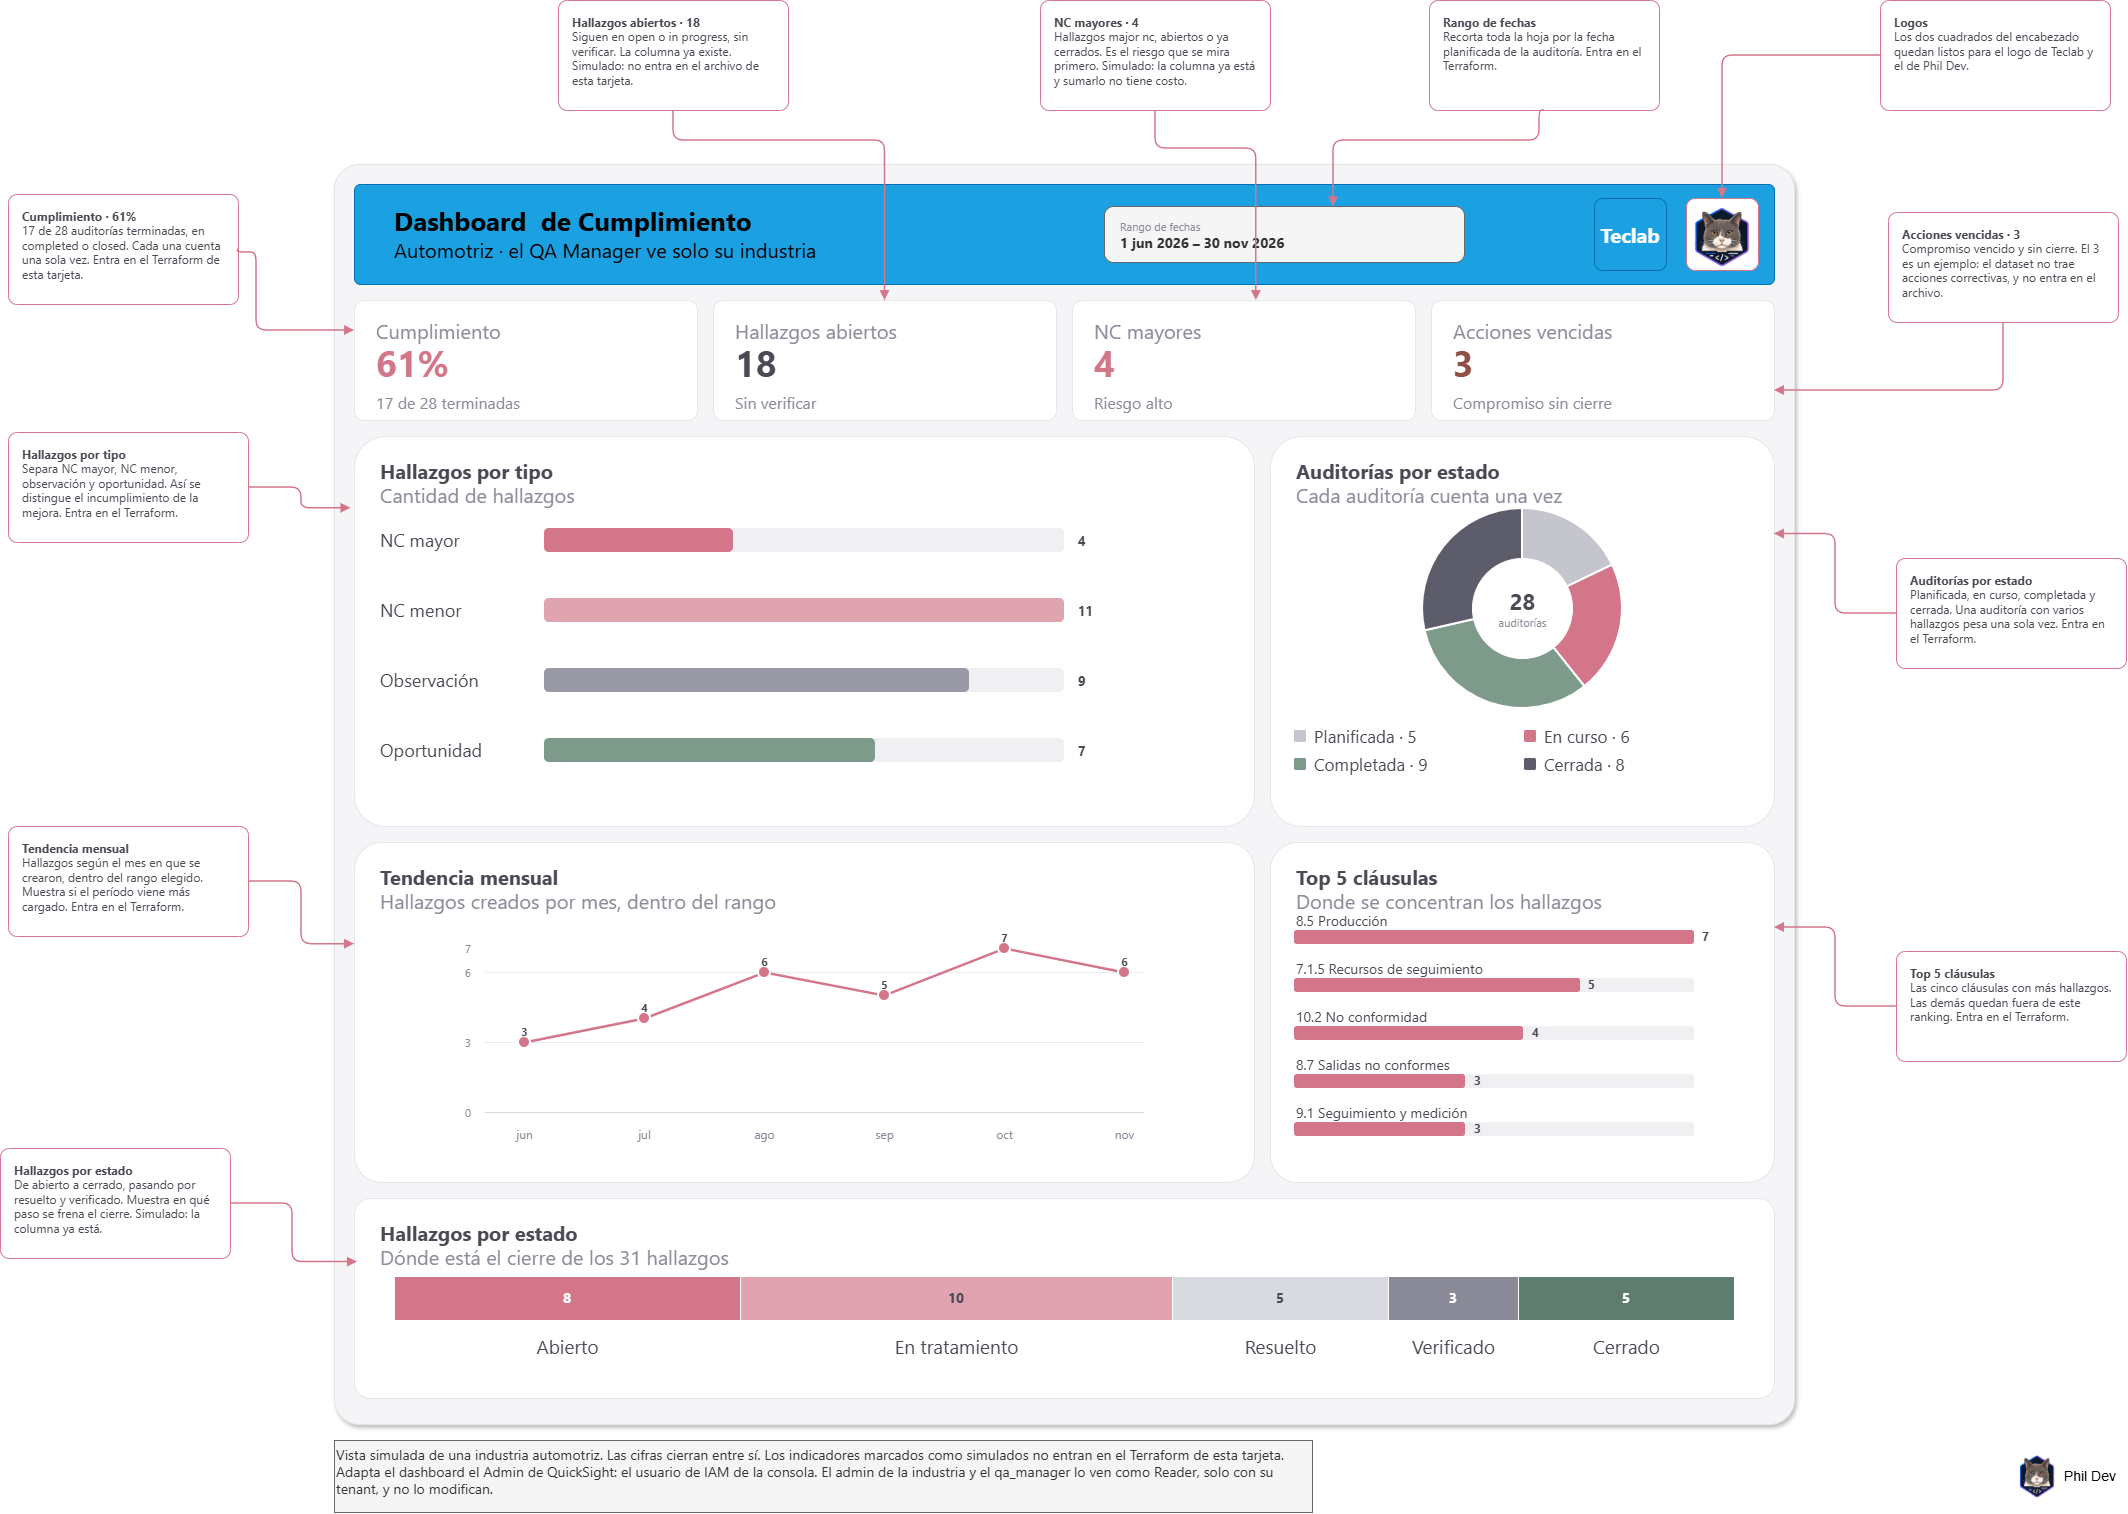 Hallazgos abiertos · 18
Siguen en open o in progress, sin
verificar. La columna ya existe.
Simulado: no entra en el archivo de
esta tarjeta.
NC mayores · 4
Hallazgos major nc, abiertos o ya
cerrados. Es el riesgo que se mira
primero. Simulado: la columna ya está
y sumarlo no tiene costo.
Rango de fechas
Recorta toda la hoja por la fecha
planificada de la auditoría. Entra en el
Terraform.
Logos
Los dos cuadrados del encabezado
quedan listos para el logo de Teclab y
el de Phil Dev.
Cumplimiento · 61%
17 de 28 auditorías terminadas, en
completed o closed. Cada una cuenta
una sola vez. Entra en el Terraform de
esta tarjeta.
Dashboard  de Cumplimiento
Automotriz · el QA Manager ve solo su industria
Rango de fechas
1 jun 2026 – 30 nov 2026
Teclab
</>
Acciones vencidas · 3
Compromiso vencido y sin cierre. El 3
es un ejemplo: el dataset no trae
acciones correctivas, y no entra en el
archivo.
Cumplimiento
61%
17 de 28 terminadas
Hallazgos abiertos
18
Sin verificar
NC mayores
4
Riesgo alto
Acciones vencidas
3
Compromiso sin cierre
Hallazgos por tipo
Separa NC mayor, NC menor,
observación y oportunidad. Así se
distingue el incumplimiento de la
mejora. Entra en el Terraform.
Hallazgos por tipo
Cantidad de hallazgos
NC mayor
4
NC menor
11
Observación
9
Oportunidad
7
Auditorías por estado
Cada auditoría cuenta una vez
28
auditorías
Planificada · 5
En curso · 6
Completada · 9
Cerrada · 8
Auditorías por estado
Planificada, en curso, completada y
cerrada. Una auditoría con varios
hallazgos pesa una sola vez. Entra en
el Terraform.
Tendencia mensual
Hallazgos según el mes en que se
crearon, dentro del rango elegido.
Muestra si el período viene más
cargado. Entra en el Terraform.
Tendencia mensual
Hallazgos creados por mes, dentro del rango
7
6
3
0
3
4
6
5
7
6
jun
jul
ago
sep
oct
nov
Top 5 cláusulas
Donde se concentran los hallazgos
8.5 Producción
7
7.1.5 Recursos de seguimiento
5
10.2 No conformidad
4
8.7 Salidas no conformes
3
9.1 Seguimiento y medición
3
Top 5 cláusulas
Las cinco cláusulas con más hallazgos.
Las demás quedan fuera de este
ranking. Entra en el Terraform.
Hallazgos por estado
De abierto a cerrado, pasando por
resuelto y verificado. Muestra en qué
paso se frena el cierre. Simulado: la
columna ya está.
Hallazgos por estado
Dónde está el cierre de los 31 hallazgos
8
10
5
3
5
Abierto
En tratamiento
Resuelto
Verificado
Cerrado
Vista simulada de una industria automotriz. Las cifras cierran entre sí. Los indicadores marcados como simulados no entran en el Terraform de esta tarjeta.
Adapta el dashboard el Admin de QuickSight: el usuario de IAM de la consola. El admin de la industria y el qa_manager lo ven como Reader, solo con su
tenant, y no lo modifican.
</>
Phil Dev